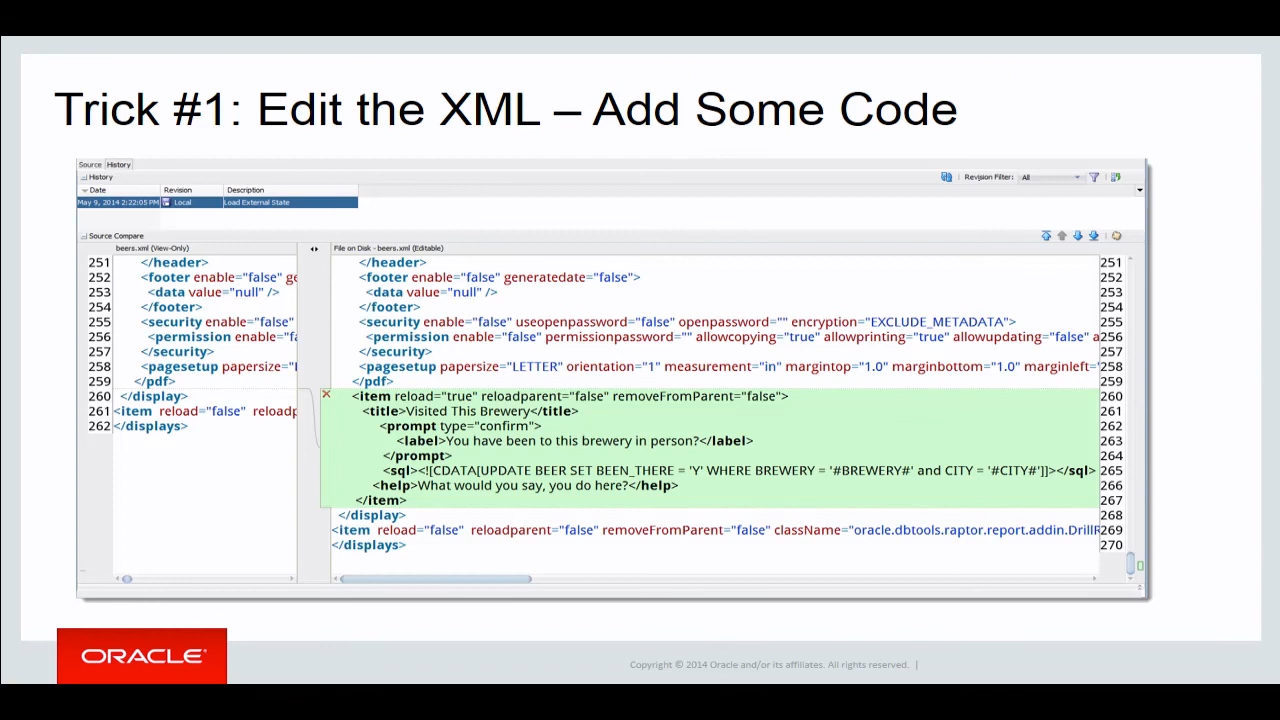 Trick #1: Edit the XML – Add Some Code
Source History
History
Revision Filter: All
Date Revision Description
May 9, 2014 2:22:05 PM Local Load External State
Source Compare
beers.xml (View-Only)
251 </header>
252 <footer enable="false" ge
253 <data value="null" />
254 </footer>
255 <security enable="false"
256 <permission enable="fa
257 </security>
258 <pagesetup papersize="
259 </pdf>
260 </display>
261 <item reload="false" reloadp
262 </displays>
File on Disk - beers.xml (Editable)
</header> 251
<footer enable="false" generatedate="false"> 252
<data value="null" /> 253
</footer> 254
<security enable="false" useopenpassword="false" openpassword="" encryption="EXCLUDE_METADATA"> 255
<permission enable="false" permissionpassword="" allowcopying="true" allowprinting="true" allowupdating="false" a 256
</security> 257
<pagesetup papersize="LETTER" orientation="1" measurement="in" margintop="1.0" marginbottom="1.0" marginleft=" 258
</pdf> 259
<item reload="true" reloadparent="false" removeFromParent="false"> 260
<title>Visited This Brewery</title> 261
<prompt type="confirm"> 262
<label>You have been to this brewery in person?</label> 263
</prompt> 264
<sql><![CDATA[UPDATE BEER SET BEEN_THERE = 'Y' WHERE BREWERY = '#BREWERY#' and CITY = '#CITY#']]></sql> 265
<help>What would you say, you do here?</help> 266
</item> 267
</display> 268
<item reload="false" reloadparent="false" removeFromParent="false" className="oracle.dbtools.raptor.report.addin.DrillR 269
</displays> 270
ORACLE®
Copyright © 2014 Oracle and/or its affiliates. All rights reserved. |